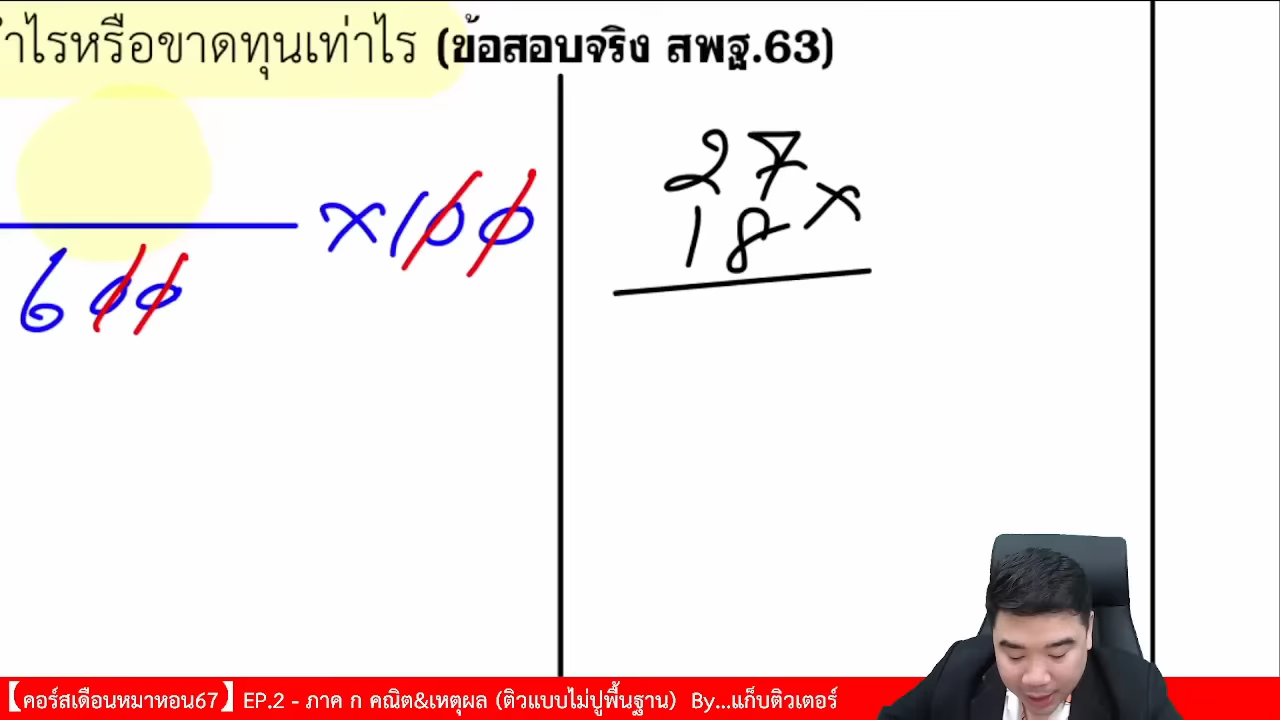 ำไรหรือขาดทุนเท่าไร (ข้อสอบจริง สพฐ.63)
×100
600
27
18 ×
【คอร์สเดือนหมาหอน67】 EP.2 - ภาค ก คณิต&เหตุผล (ติวแบบไม่ปูพื้นฐาน) By...แก็บติวเตอร์